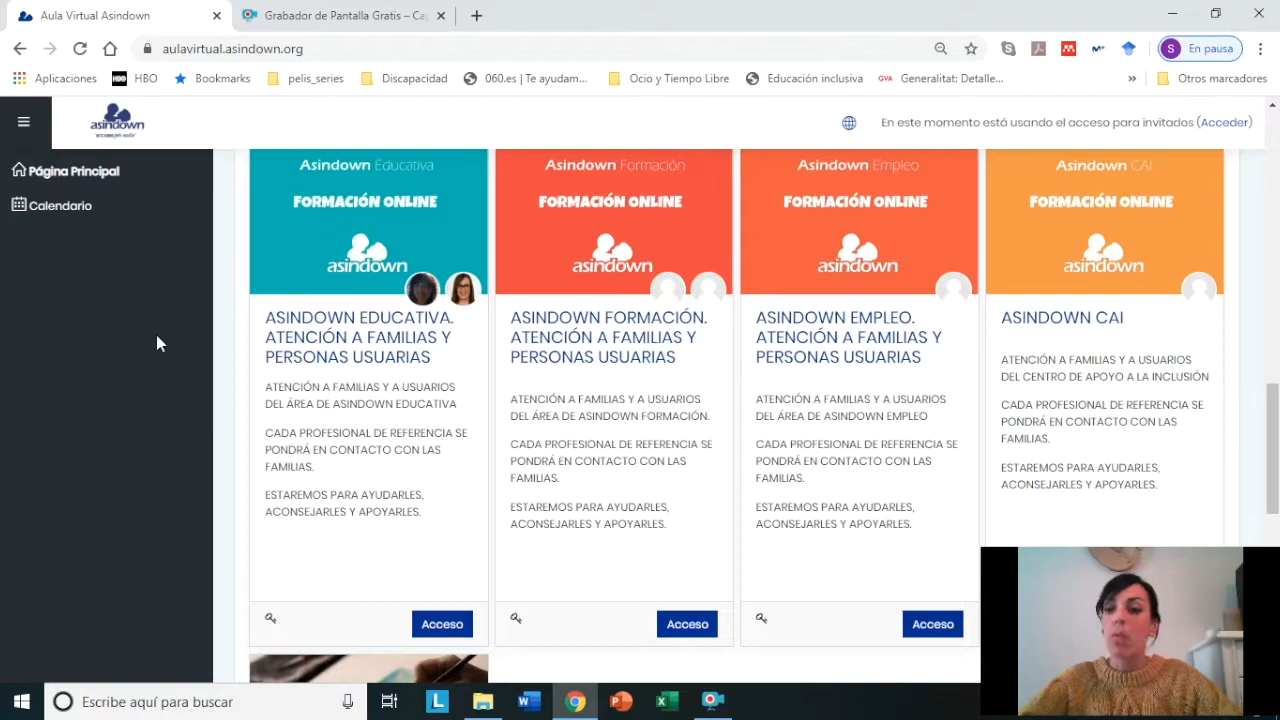 Aula Virtual Asindown
Grabador de Pantalla Gratis – Ca
aulavirtual.asindown.org
En pausa
S
Aplicaciones
HBO
Bookmarks
pelis_series
Discapacidad
060.es | Te ayudam...
Ocio y Tiempo Libre
Educación inclusiva
GVA
Generalitat: Detalle...
»
Otros marcadores
asindown
En este momento está usando el acceso para invitados (Acceder)
Página Principal
Calendario
Asindown Educativa
FORMACIÓN ONLINE
asindown
ASINDOWN EDUCATIVA.
ATENCIÓN A FAMILIAS Y
PERSONAS USUARIAS
ATENCIÓN A FAMILIAS Y A USUARIOS
DEL ÁREA DE ASINDOWN EDUCATIVA
CADA PROFESIONAL DE REFERENCIA SE
PONDRÁ EN CONTACTO CON LAS
FAMILIAS.
ESTAREMOS PARA AYUDARLES,
ACONSEJARLES Y APOYARLES.
Acceso
Asindown Formación
FORMACIÓN ONLINE
asindown
ASINDOWN FORMACIÓN.
ATENCIÓN A FAMILIAS Y
PERSONAS USUARIAS
ATENCIÓN A FAMILIAS Y A USUARIOS
DEL ÁREA DE ASINDOWN FORMACIÓN.
CADA PROFESIONAL DE REFERENCIA SE
PONDRÁ EN CONTACTO CON LAS
FAMILIAS.
ESTAREMOS PARA AYUDARLES,
ACONSEJARLES Y APOYARLES.
Acceso
Asindown Empleo
FORMACIÓN ONLINE
asindown
ASINDOWN EMPLEO.
ATENCIÓN A FAMILIAS Y
PERSONAS USUARIAS
ATENCIÓN A FAMILIAS Y A USUARIOS
DEL ÁREA DE ASINDOWN EMPLEO
CADA PROFESIONAL DE REFERENCIA SE
PONDRÁ EN CONTACTO CON LAS
FAMILIAS.
ESTAREMOS PARA AYUDARLES,
ACONSEJARLES Y APOYARLES.
Acceso
Asindown CAI
FORMACIÓN ONLINE
asindown
ASINDOWN CAI
ATENCIÓN A FAMILIAS Y A USUARIOS
DEL CENTRO DE APOYO A LA INCLUSIÓN
CADA PROFESIONAL DE REFERENCIA SE
PONDRÁ EN CONTACTO CON LAS
FAMILIAS.
ESTAREMOS PARA AYUDARLES,
ACONSEJARLES Y APOYARLES.
Escribe aquí para buscar